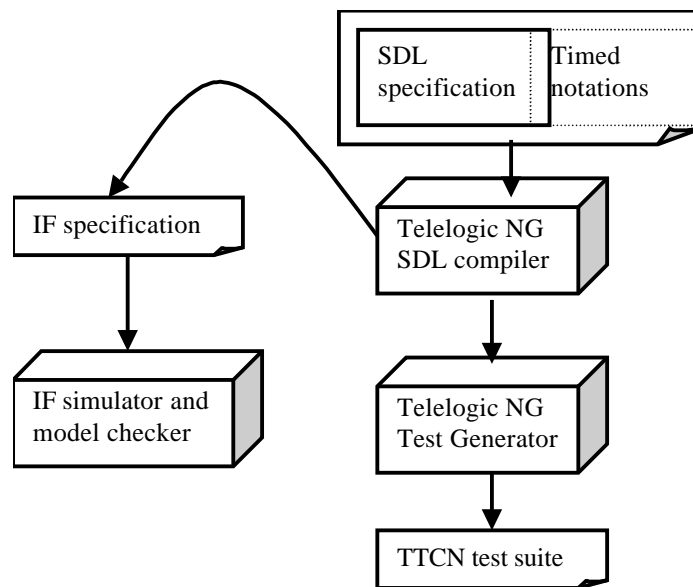 SDL
specification
Timed
notations
IF specification
Telelogic NG
SDL compiler
IF simulator and
model checker
Telelogic NG
Test Generator
TTCN test suite